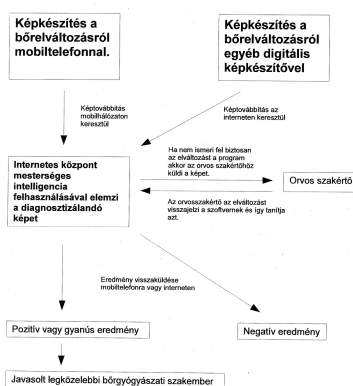 Képkészítés a
bőrelváltozásról
mobiltelefonnal.
Képkészítés a
bőrelváltozásról
egyéb digitális
képkészítővel
Képtovábbítás
mobilhálózaton
keresztül
Képtovábbítás az
interneten keresztül
Internetes központ
mesterséges
intelligencia
felhasználásával elemzi
a diagnosztizálandó
képet
Ha nem ismeri fel biztosan
az elváltozást a program
akkor az orvos szakértőhöz
küldi a képet.
Orvos szakértő
Az orvosszakértő az elváltozást
visszajelzi a szoftvernek és így tanítja
azt.
Eredmény visszaküldése
mobiltelefonra vagy interneten
Pozitív vagy gyanús eredmény
Negatív eredmény
Javasolt legközelebbi bőrgyógyászati szakember